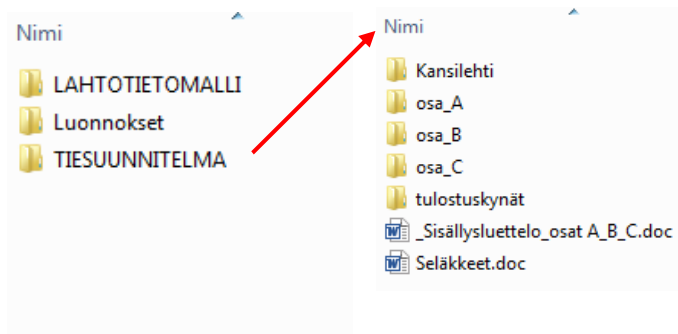 Nimi
LAHTOTIETOMALLI
Luonnokset
TIESUUNNITELMA
Nimi
Kansilehti
osa_A
osa_B
osa_C
tulostuskynät
_Sisällysluettelo_osat A_B_C.doc
Seläkkeet.doc